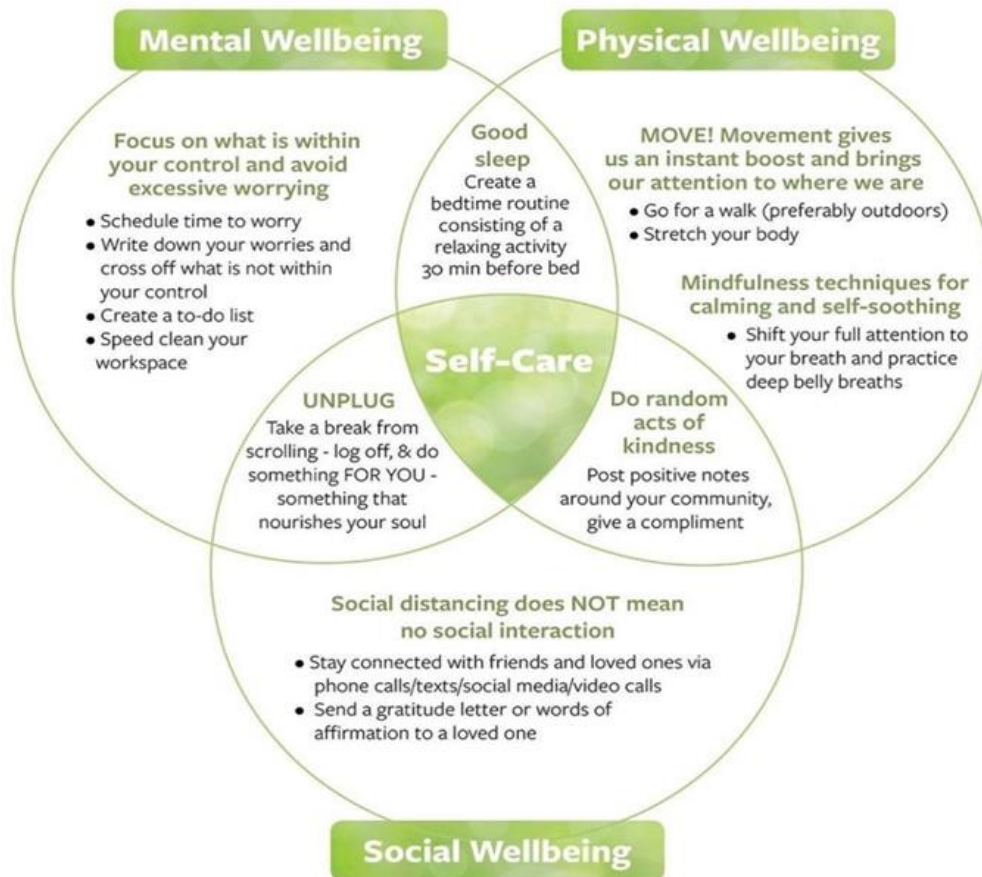 Mental Wellbeing
Physical Wellbeing
Focus on what is within
your control and avoid
excessive worrying
• Schedule time to worry
• Write down your worries and
cross off what is not within
your control
• Create a to-do list
• Speed clean your
workspace
Good
sleep
Create a
bedtime routine
consisting of a
relaxing activity
30 min before bed
MOVE! Movement gives
us an instant boost and brings
our attention to where we are
• Go for a walk (preferably outdoors)
• Stretch your body
Mindfulness techniques for
calming and self-soothing
• Shift your full attention to
your breath and practice
deep belly breaths
Self-Care
UNPLUG
Take a break from
scrolling - log off, & do
something FOR YOU -
something that
nourishes your soul
Do random
acts of
kindness
Post positive notes
around your community,
give a compliment
Social distancing does NOT mean
no social interaction
• Stay connected with friends and loved ones via
phone calls/texts/social media/video calls
• Send a gratitude letter or words of
affirmation to a loved one
Social Wellbeing